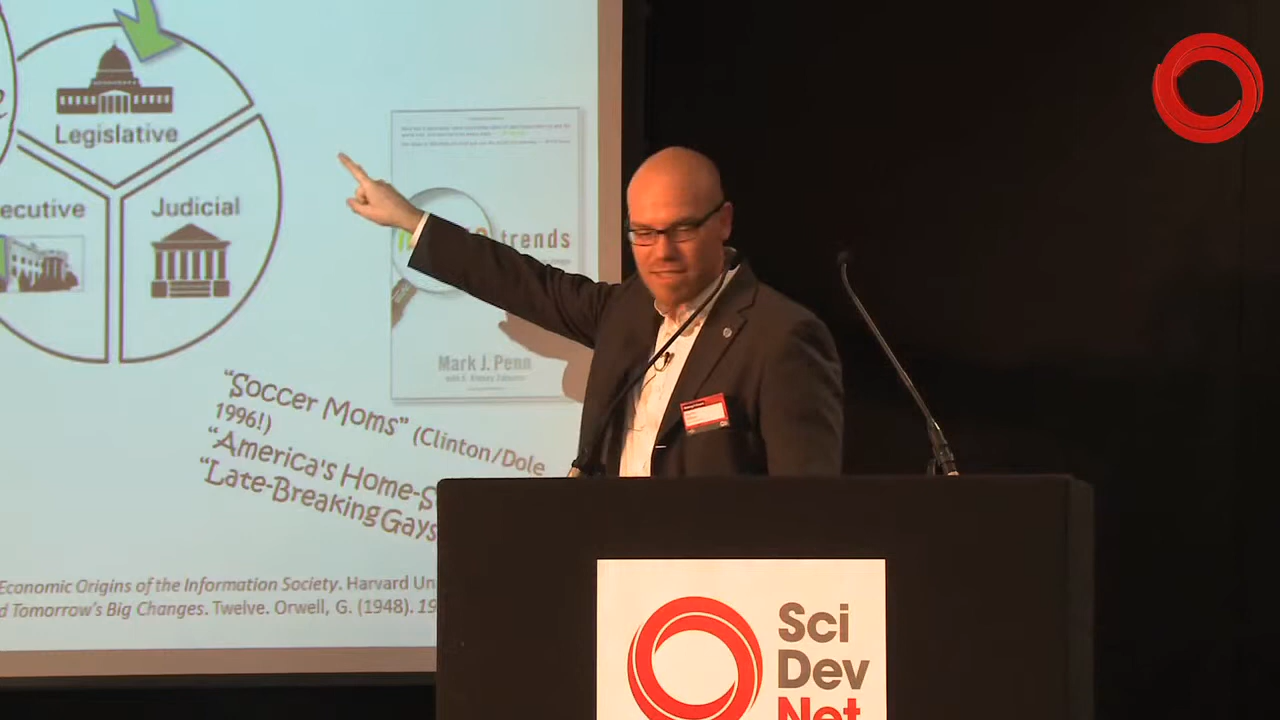 Legislative
ecutive
Judicial
trends
Mark J. Penn
"Soccer Moms" (Clinton/Dole
1996!)
"America's Home-S
"Late-Breaking Gays
Economic Origins of the Information Society. Harvard Un
d Tomorrow's Big Changes. Twelve. Orwell, G. (1948). 19
Sci
Dev
Net